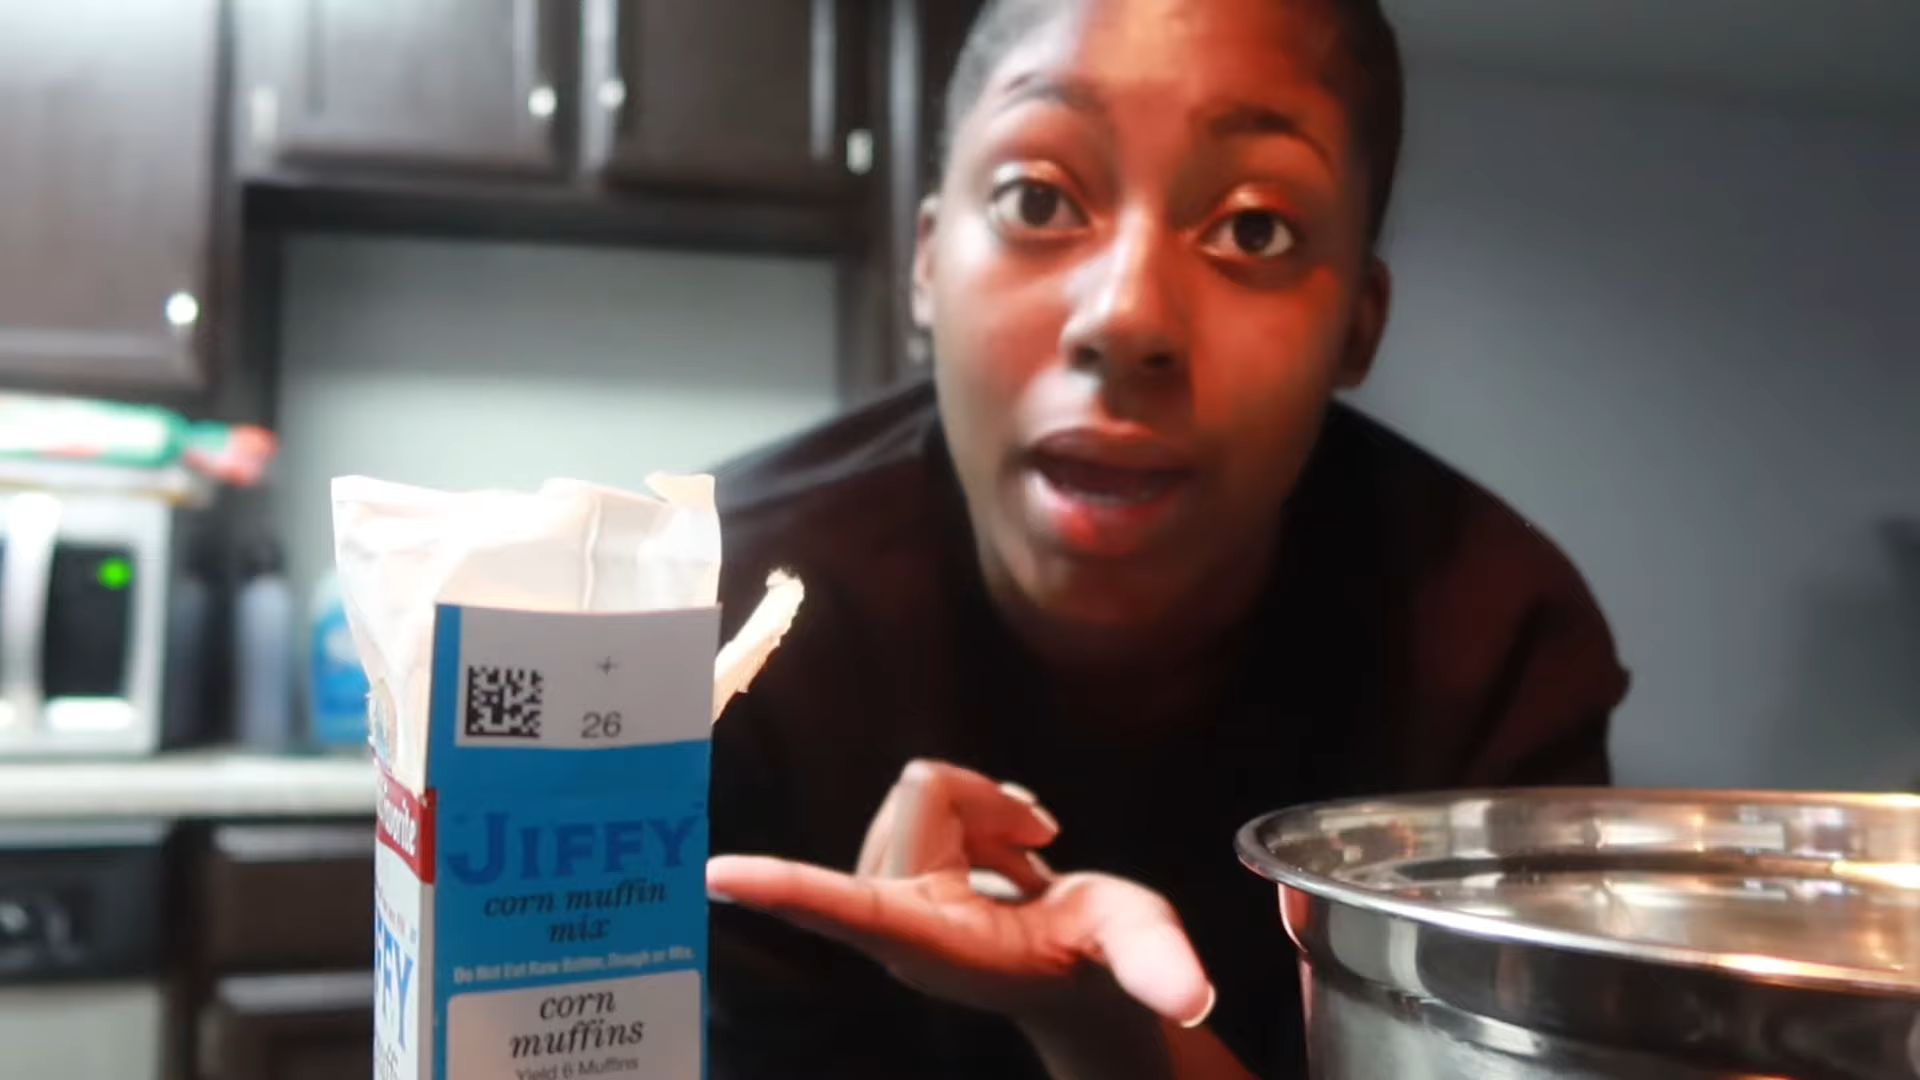 26
JIFFY
corn muffin
mix
Do Not Eat Raw Batter, Dough or Mix.
corn
muffins
Yield 6 Muffins